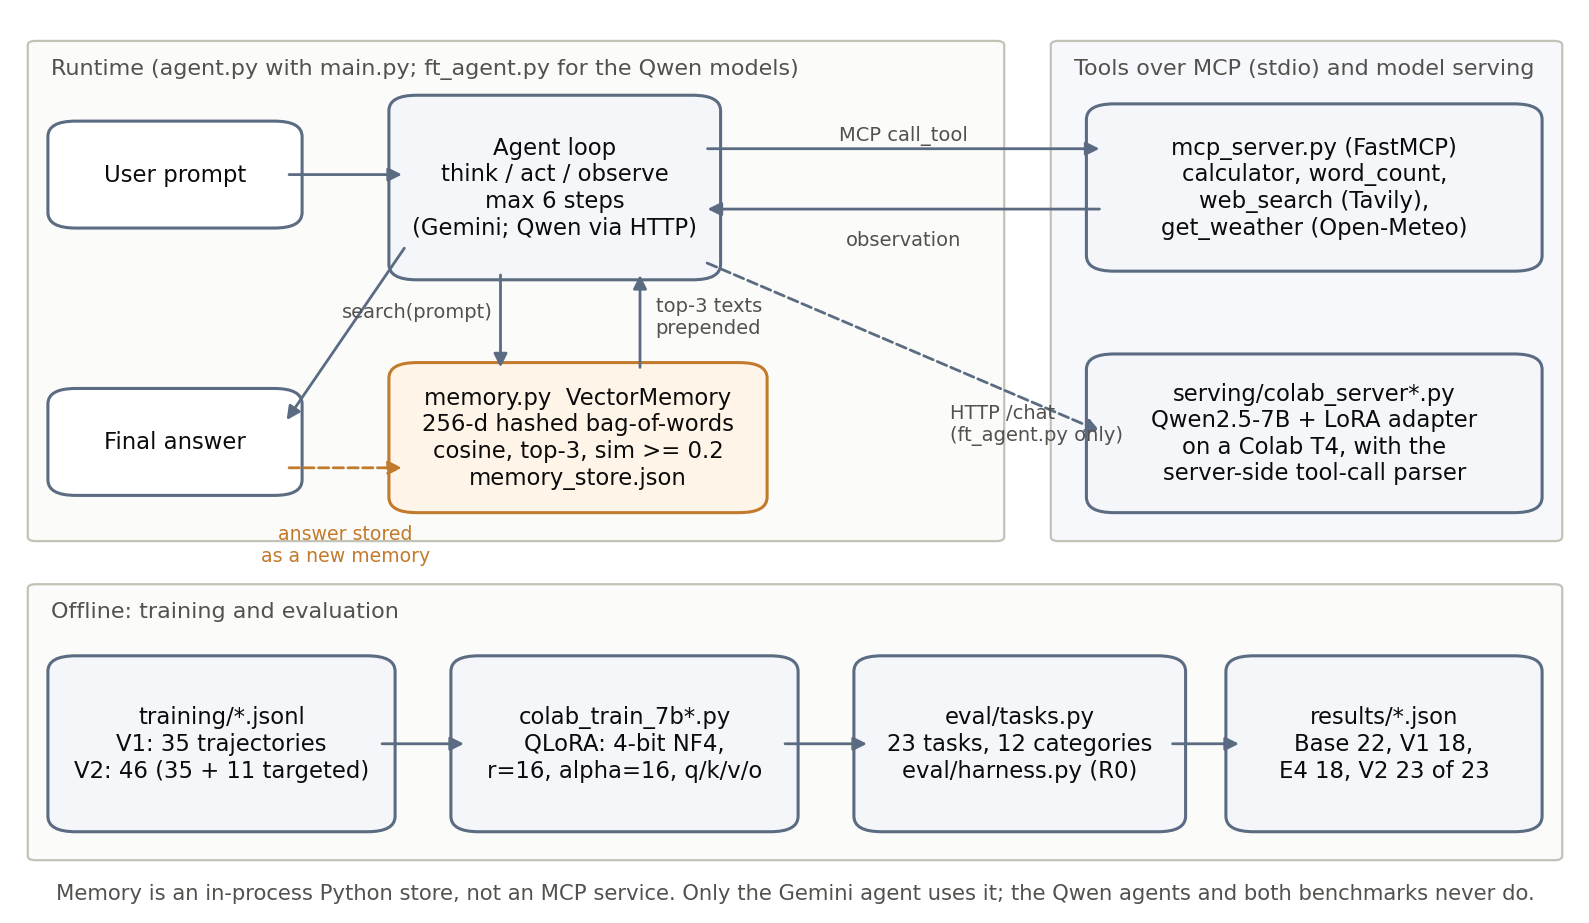 Runtime (agent.py with main.py; ft_agent.py for the Qwen models)
User prompt
Agent loop
think / act / observe
max 6 steps
(Gemini; Qwen via HTTP)
MCP call_tool
observation
search(prompt)
top-3 texts
prepended
Final answer
memory.py  VectorMemory
256-d hashed bag-of-words
cosine, top-3, sim >= 0.2
memory_store.json
answer stored
as a new memory
Tools over MCP (stdio) and model serving
mcp_server.py (FastMCP)
calculator, word_count,
web_search (Tavily),
get_weather (Open-Meteo)
HTTP /chat
(ft_agent.py only)
serving/colab_server*.py
Qwen2.5-7B + LoRA adapter
on a Colab T4, with the
server-side tool-call parser
Offline: training and evaluation
training/*.jsonl
V1: 35 trajectories
V2: 46 (35 + 11 targeted)
colab_train_7b*.py
QLoRA: 4-bit NF4,
r=16, alpha=16, q/k/v/o
eval/tasks.py
23 tasks, 12 categories
eval/harness.py (R0)
results/*.json
Base 22, V1 18,
E4 18, V2 23 of 23
Memory is an in-process Python store, not an MCP service. Only the Gemini agent uses it; the Qwen agents and both benchmarks never do.